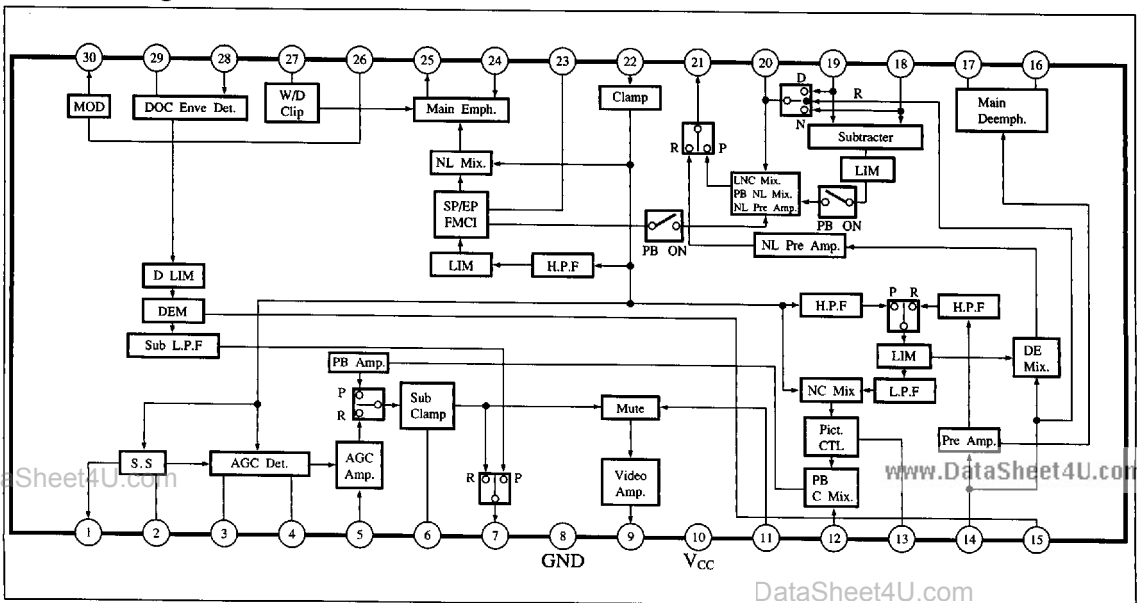 30 29 28 27 26 25 24 23 22 21 20 19 18 17 16
MOD
DOC Enve Det.
W/D
Clip
Main Emph.
Clamp
D
R
N
Subtracter
Main
Deemph.
R P
NL Mix.
LIM
LNC Mix.
PB NL Mix.
NL Pre Amp.
SP/EP
FMCI
PB ON
PB ON
NL Pre Amp.
LIM
H.P.F
D LIM
DEM
Sub L.P.F
H.P.F
P R
H.P.F
LIM
DE
Mix.
PB Amp.
P
R
Sub
Clamp
NC Mix
L.P.F
Mute
Pict.
CTL
Pre Amp.
S.S
AGC Det.
AGC
Amp.
R P
Video
Amp.
PB
C Mix.
aSheet4U.com
www.DataSheet4U.com
1 2 3 4 5 6 7 8 9 10 11 12 13 14 15
GND
VCC
DataSheet4U.com